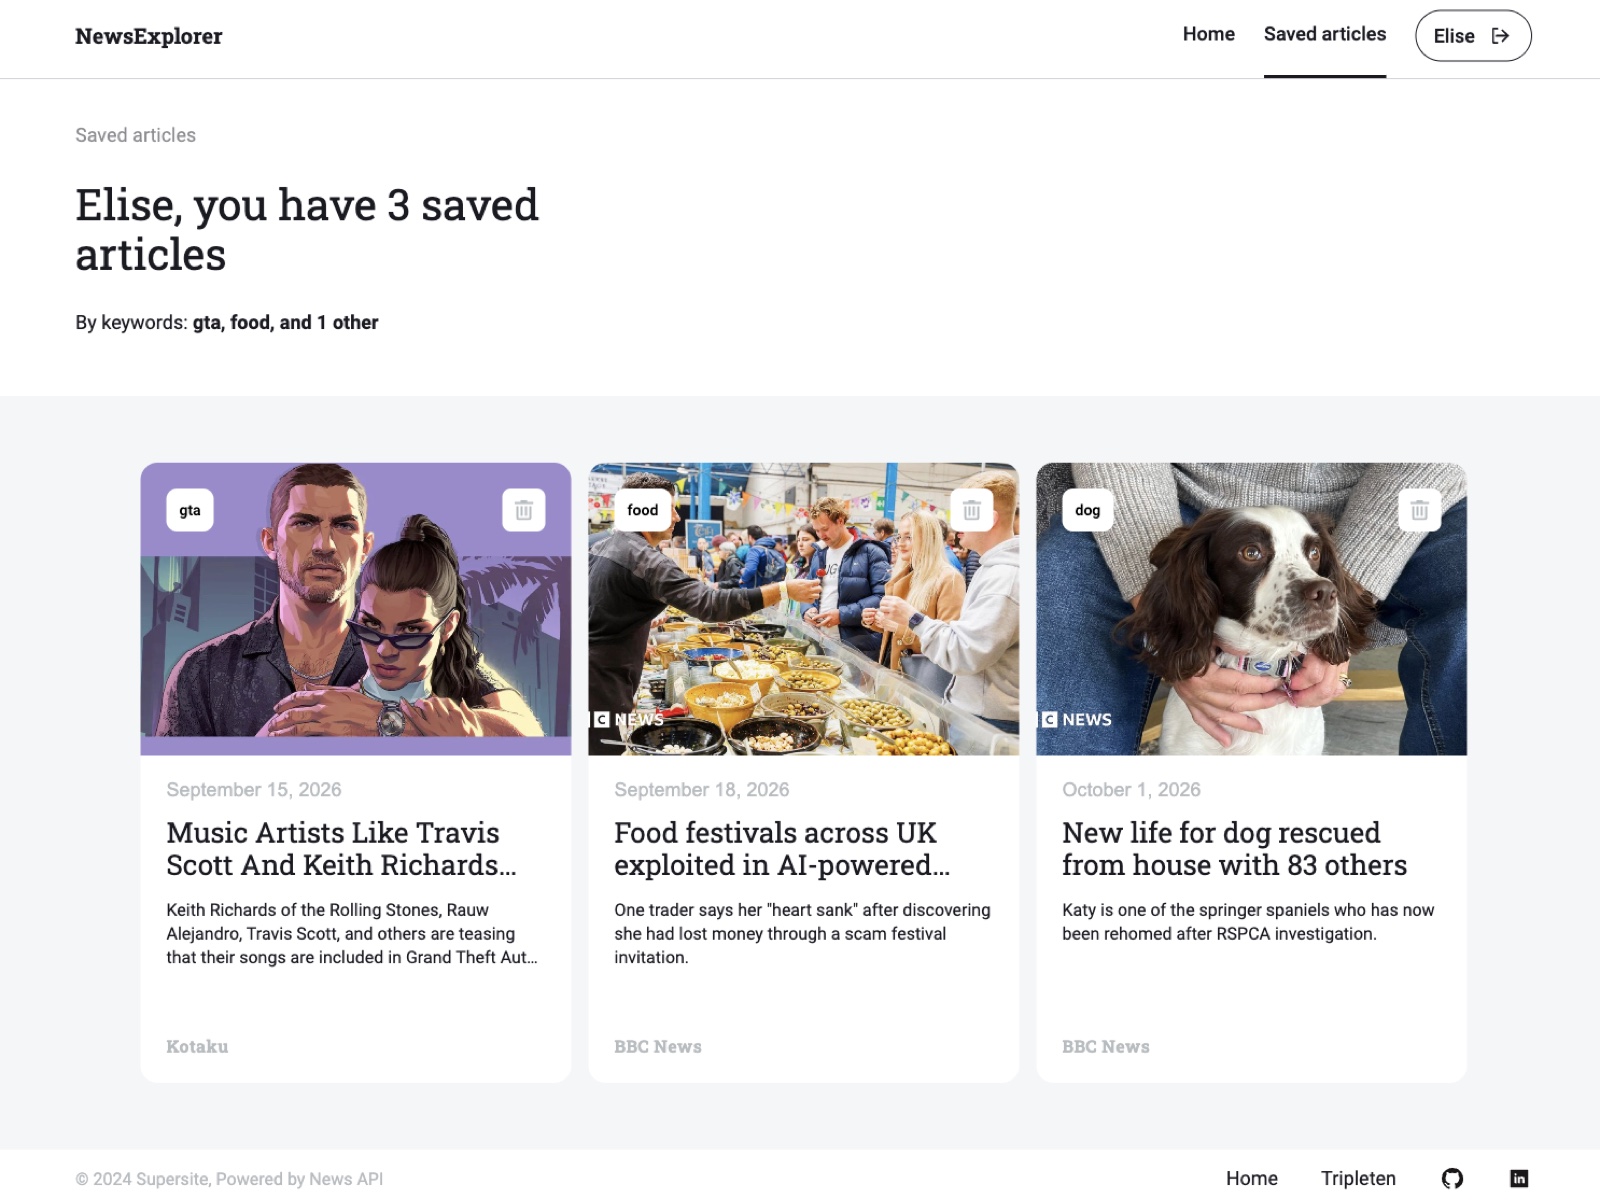 NewsExplorer
Home
Saved articles
Elise
Saved articles
Elise, you have 3 saved
articles
By keywords: gta, food, and 1 other
gta
September 15, 2026
Music Artists Like Travis
Scott And Keith Richards...
Keith Richards of the Rolling Stones, Rauw
Alejandro, Travis Scott, and others are teasing
that their songs are included in Grand Theft Aut...
Kotaku
food
C NEWS
September 18, 2026
Food festivals across UK
exploited in AI-powered...
One trader says her "heart sank" after discovering
she had lost money through a scam festival
invitation.
BBC News
dog
C NEWS
October 1, 2026
New life for dog rescued
from house with 83 others
Katy is one of the springer spaniels who has now
been rehomed after RSPCA investigation.
BBC News
© 2024 Supersite, Powered by News API
Home
Tripleten
in